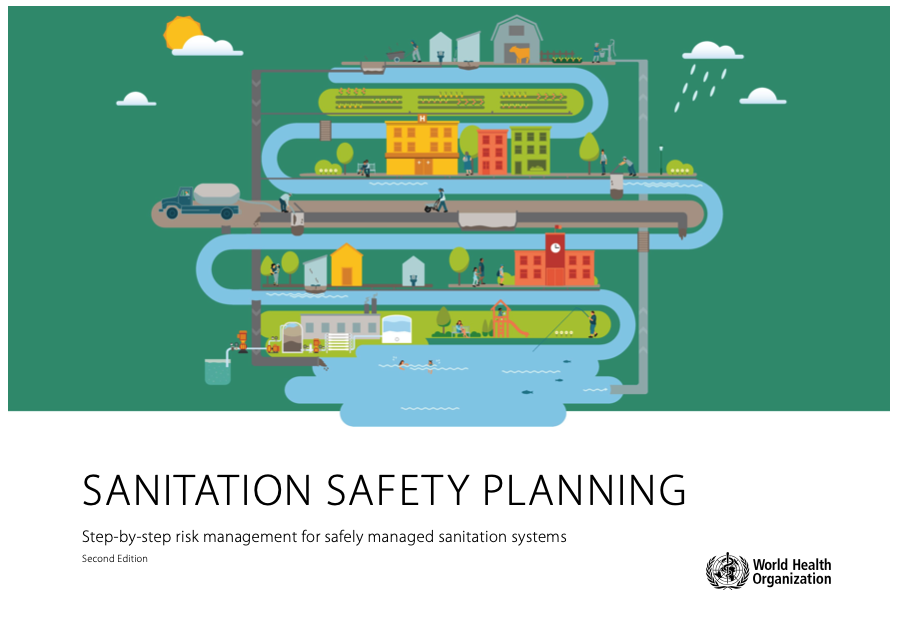 H
SANITATION SAFETY PLANNING
Step-by-step risk management for safely managed sanitation systems
Second Edition
World Health
Organization